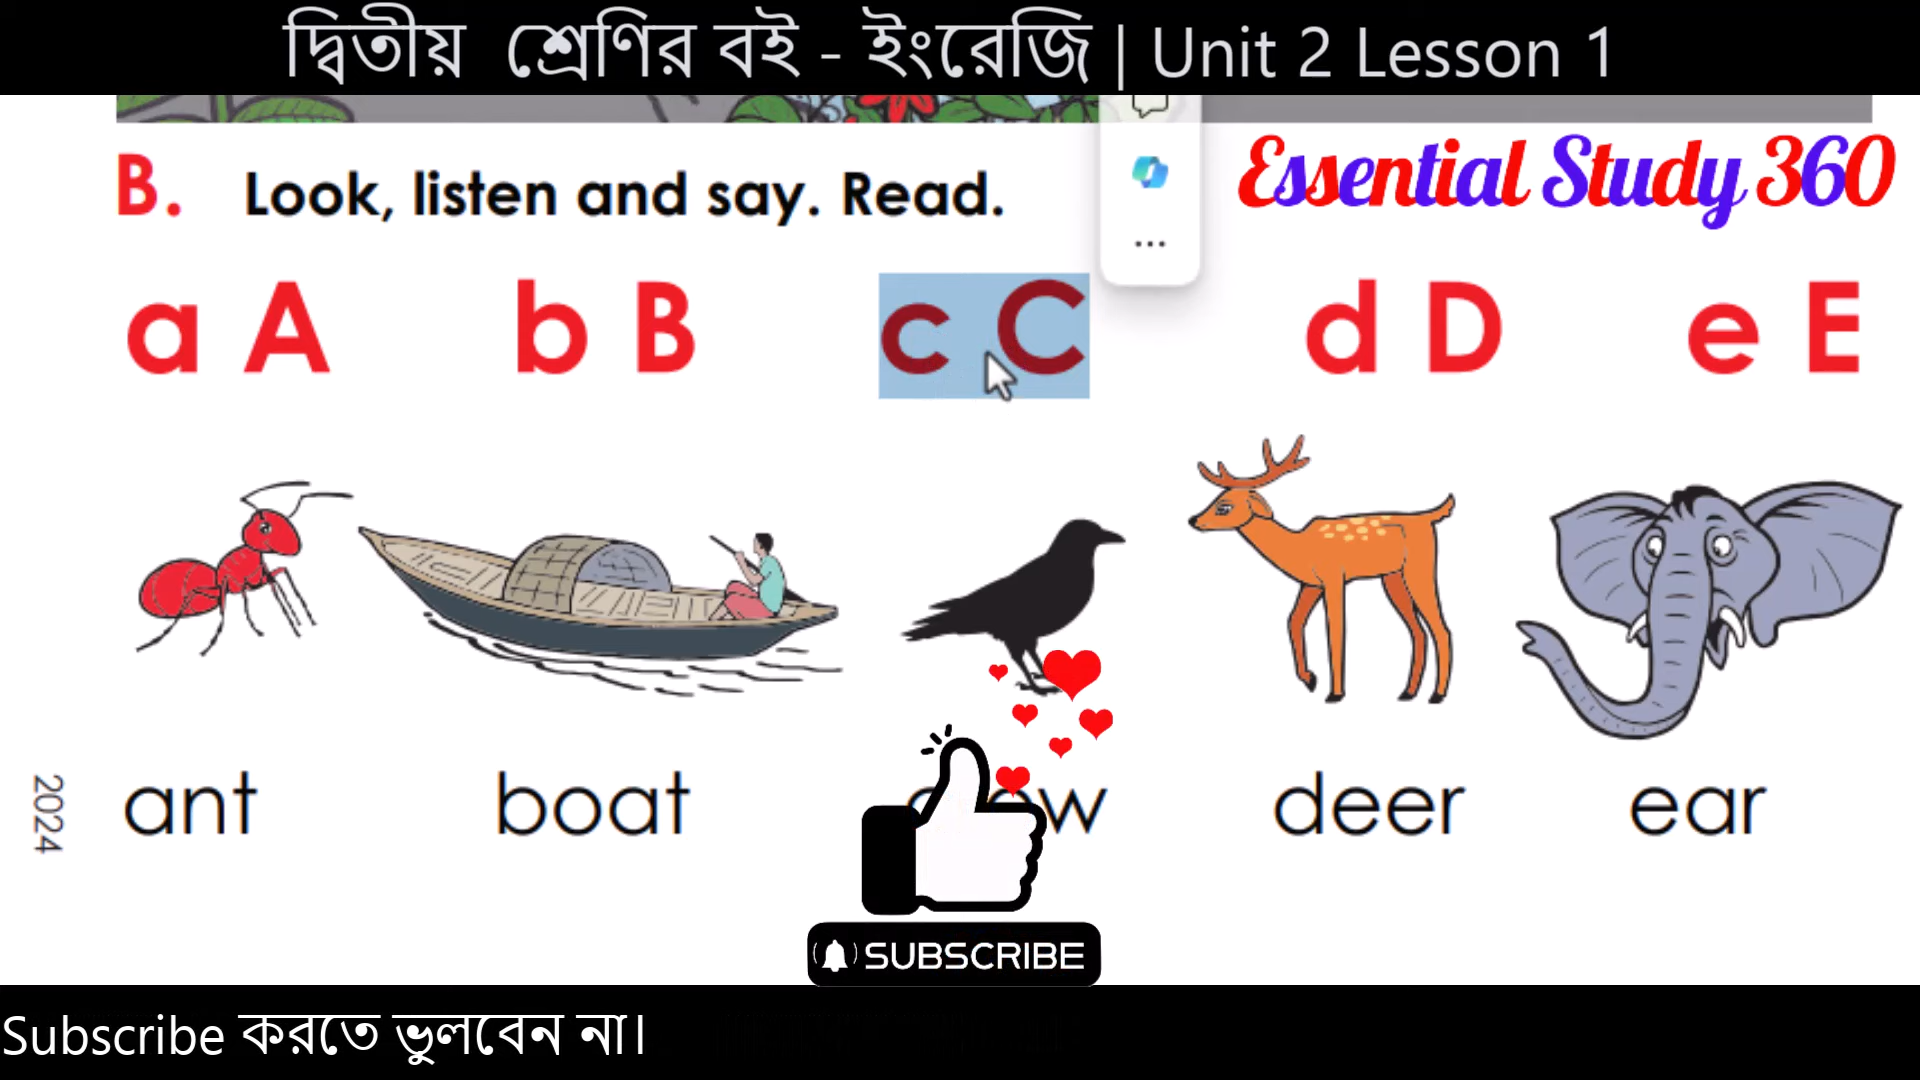 দ্বিতীয় শ্রেণির বই - ইংরেজি | Unit 2 Lesson 1
Essential Study 360
B. Look, listen and say. Read.
a A b B c C d D e E
ant boat deer ear
2024
SUBSCRIBE
Subscribe করতে ভুলবেন না।